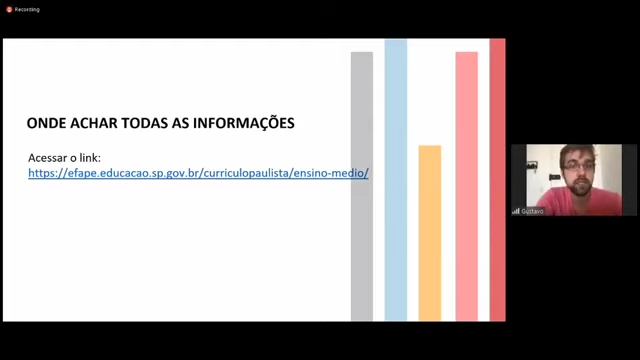 Recording
ONDE ACHAR TODAS AS INFORMAÇÕES
Acessar o link:
https://efape.educacao.sp.gov.br/curriculopaulista/ensino-medio/
Gustavo